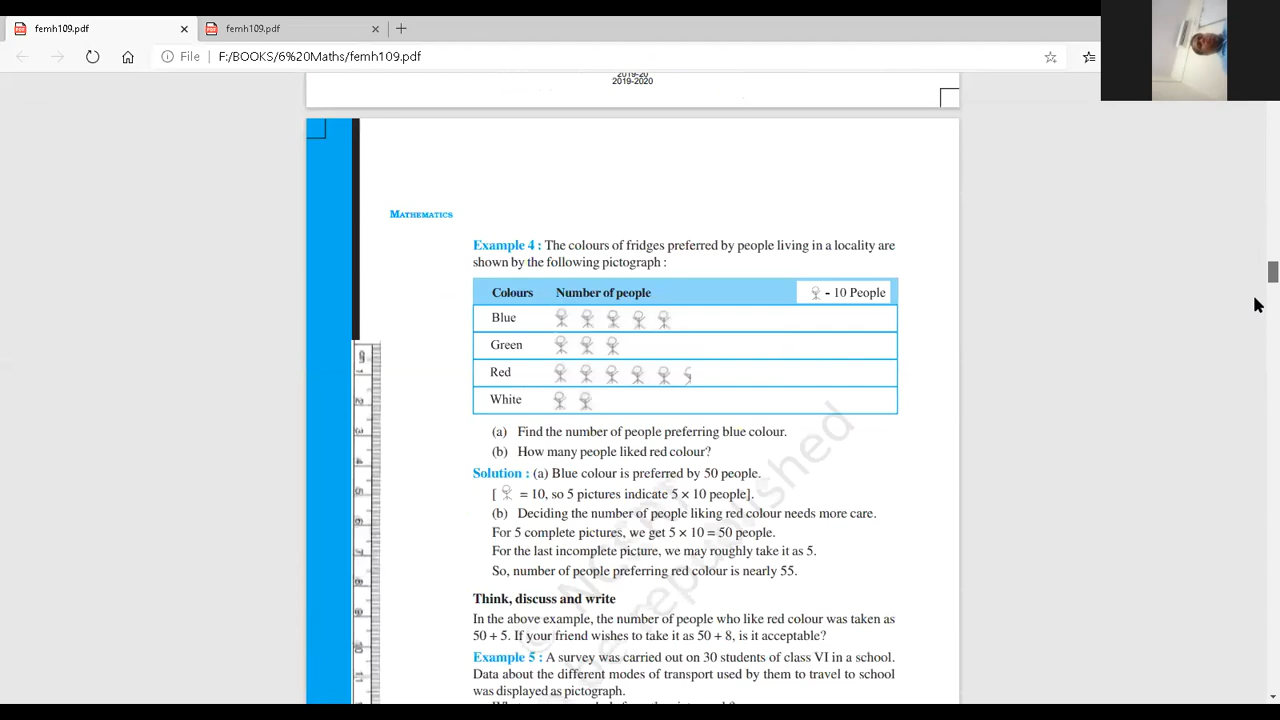 femh109.pdf
femh109.pdf
File F:/BOOKS/6%20Maths/femh109.pdf
2019-20
2019-2020
MATHEMATICS
Example 4 : The colours of fridges preferred by people living in a locality are
shown by the following pictograph :
Colours Number of people - 10 People
Blue
Green
Red
White
(a) Find the number of people preferring blue colour.
(b) How many people liked red colour?
Solution : (a) Blue colour is preferred by 50 people.
[ = 10, so 5 pictures indicate 5 × 10 people].
(b) Deciding the number of people liking red colour needs more care.
For 5 complete pictures, we get 5 × 10 = 50 people.
For the last incomplete picture, we may roughly take it as 5.
So, number of people preferring red colour is nearly 55.
Think, discuss and write
In the above example, the number of people who like red colour was taken as
50 + 5. If your friend wishes to take it as 50 + 8, is it acceptable?
Example 5 : A survey was carried out on 30 students of class VI in a school.
Data about the different modes of transport used by them to travel to school
was displayed as pictograph.